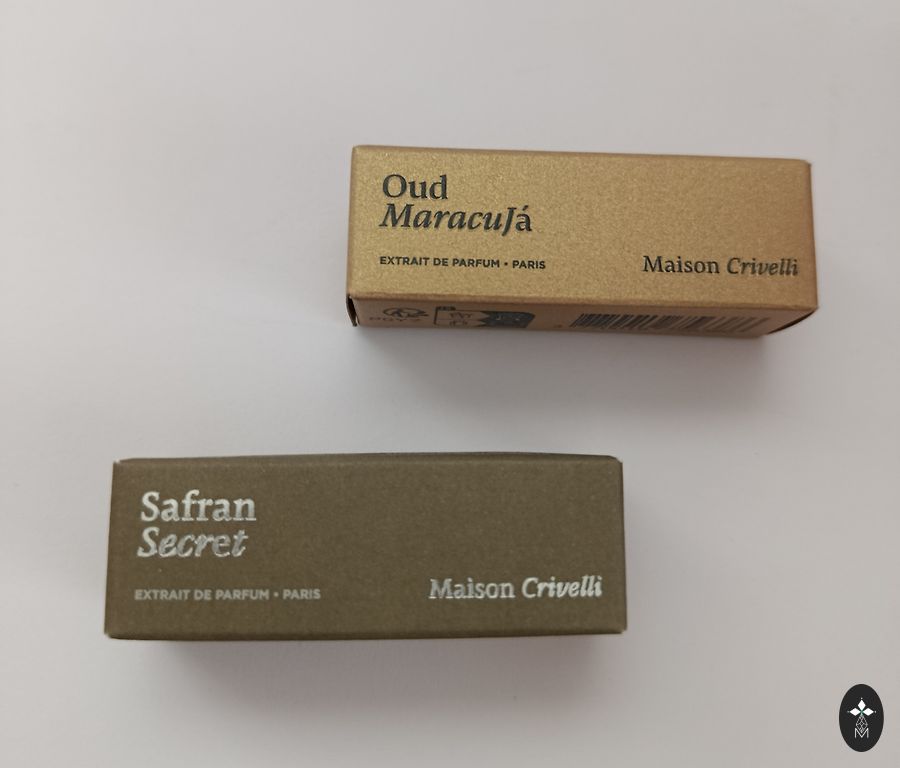 Oud
MaracuJá
EXTRAIT DE PARFUM • PARIS
Maison Crivelli
Safran
Secret
EXTRAIT DE PARFUM • PARIS
Maison Crivelli
M